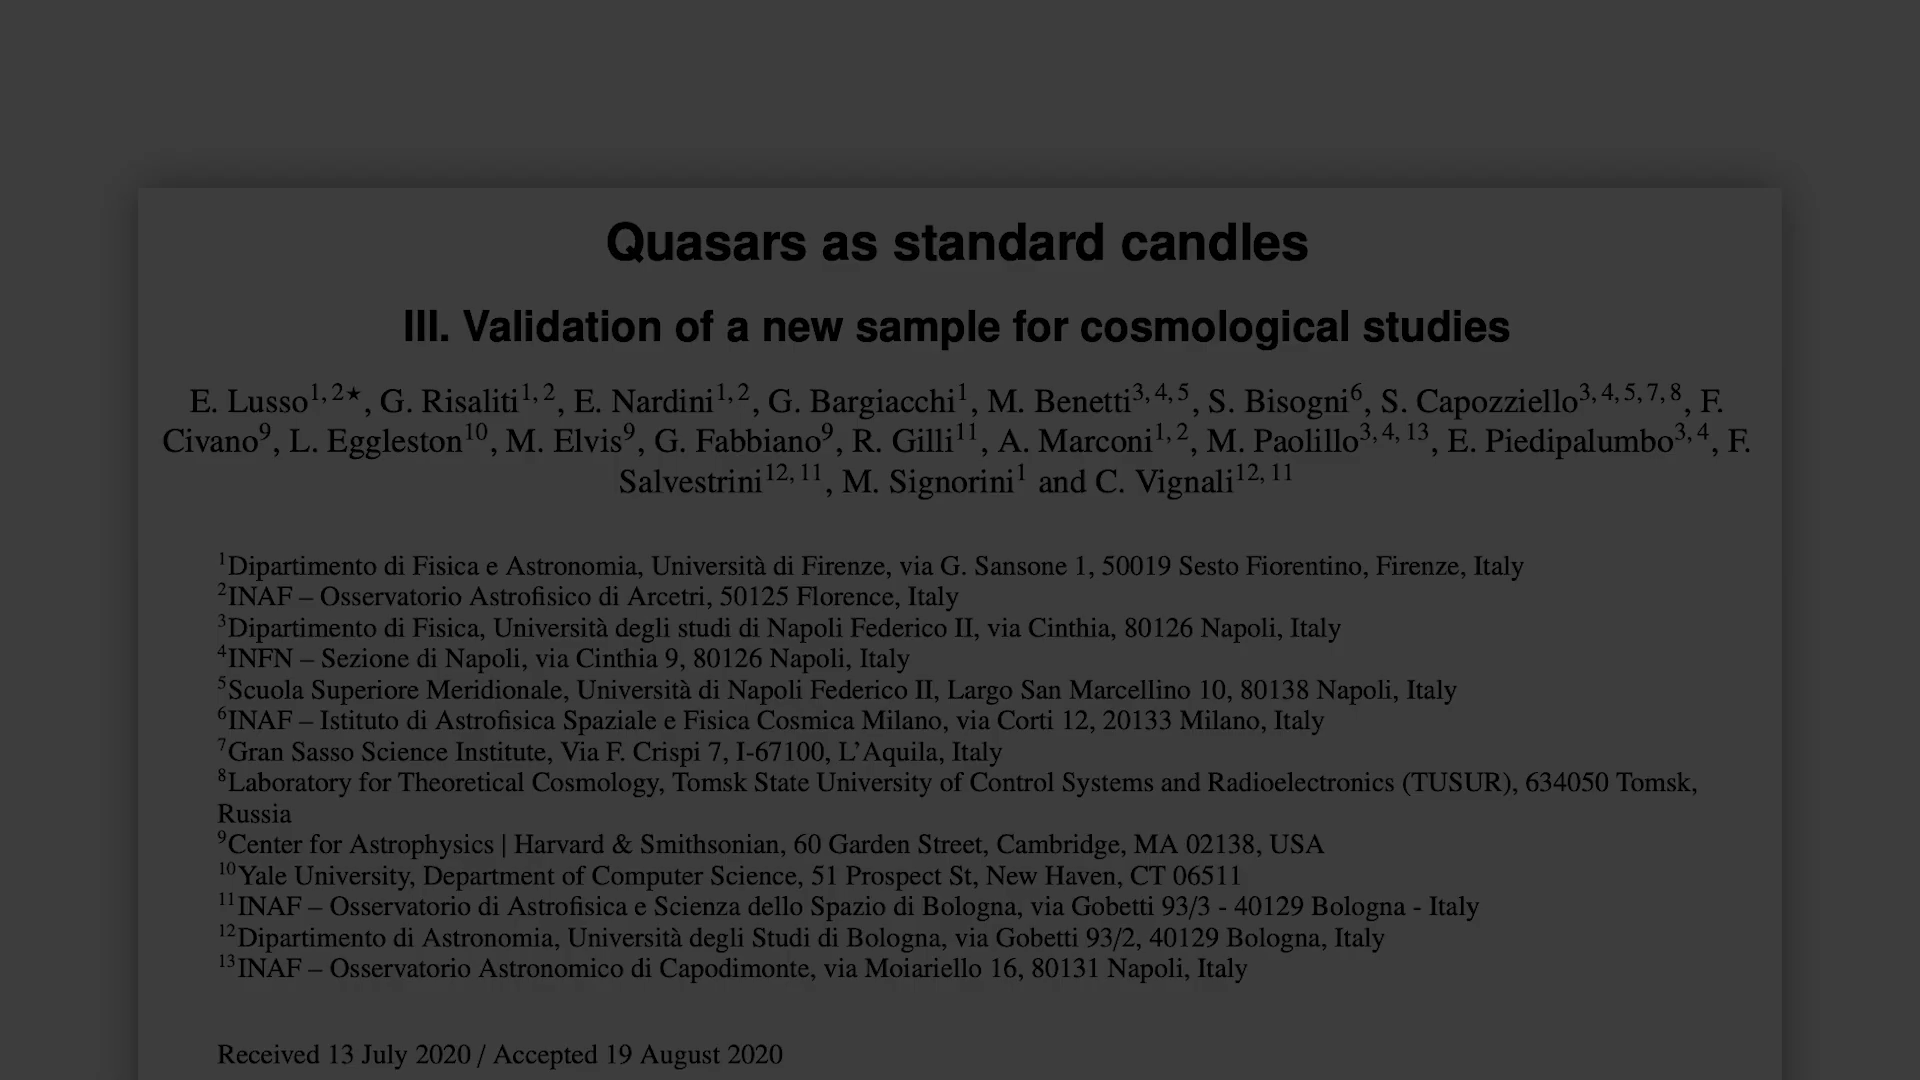 Quasars as standard candles
III. Validation of a new sample for cosmological studies
E. Lusso1,2⋆, G. Risaliti1,2, E. Nardini1,2, G. Bargiacchi1, M. Benetti3,4,5, S. Bisogni6, S. Capozziello3,4,5,7,8, F.
Civano9, L. Eggleston10, M. Elvis9, G. Fabbiano9, R. Gilli11, A. Marconi1,2, M. Paolillo3,4,13, E. Piedipalumbo3,4, F.
Salvestrini12,11, M. Signorini1 and C. Vignali12,11
1Dipartimento di Fisica e Astronomia, Università di Firenze, via G. Sansone 1, 50019 Sesto Fiorentino, Firenze, Italy
2INAF – Osservatorio Astrofisico di Arcetri, 50125 Florence, Italy
3Dipartimento di Fisica, Università degli studi di Napoli Federico II, via Cinthia, 80126 Napoli, Italy
4INFN – Sezione di Napoli, via Cinthia 9, 80126 Napoli, Italy
5Scuola Superiore Meridionale, Università di Napoli Federico II, Largo San Marcellino 10, 80138 Napoli, Italy
6INAF – Istituto di Astrofisica Spaziale e Fisica Cosmica Milano, via Corti 12, 20133 Milano, Italy
7Gran Sasso Science Institute, Via F. Crispi 7, I-67100, L'Aquila, Italy
8Laboratory for Theoretical Cosmology, Tomsk State University of Control Systems and Radioelectronics (TUSUR), 634050 Tomsk,
Russia
9Center for Astrophysics | Harvard & Smithsonian, 60 Garden Street, Cambridge, MA 02138, USA
10Yale University, Department of Computer Science, 51 Prospect St, New Haven, CT 06511
11INAF – Osservatorio di Astrofisica e Scienza dello Spazio di Bologna, via Gobetti 93/3 - 40129 Bologna - Italy
12Dipartimento di Astronomia, Università degli Studi di Bologna, via Gobetti 93/2, 40129 Bologna, Italy
13INAF – Osservatorio Astronomico di Capodimonte, via Moiariello 16, 80131 Napoli, Italy
Received 13 July 2020 / Accepted 19 August 2020